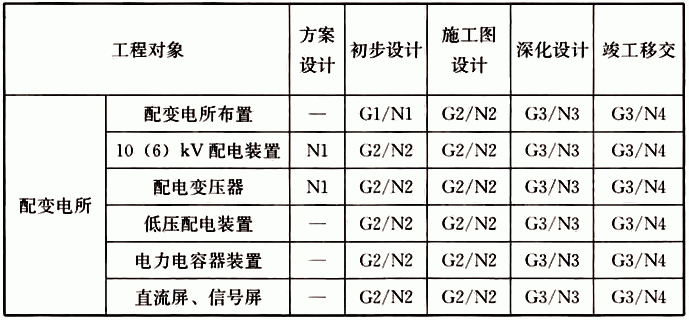 工程对象 方案设计 初步设计 施工图设计 深化设计 竣工移交
配变电所 配变电所布置 — G1/N1 G2/N2 G3/N3 G3/N4
10（6）kV配电装置 N1 G2/N2 G2/N2 G3/N3 G3/N4
配电变压器 N1 G2/N2 G2/N2 G3/N3 G3/N4
低压配电装置 — G2/N2 G2/N2 G3/N3 G3/N4
电力电容器装置 — G2/N2 G2/N2 G3/N3 G3/N4
直流屏、信号屏 — G2/N2 G2/N2 G3/N3 G3/N4